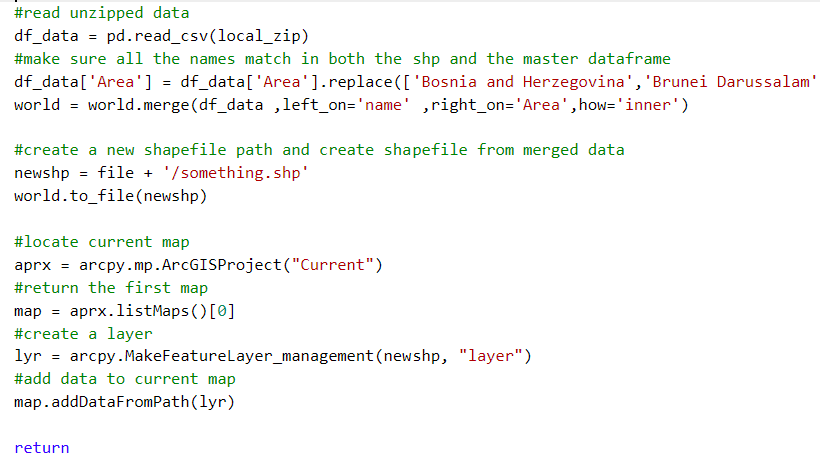 #read unzipped data
df_data = pd.read_csv(local_zip)
#make sure all the names match in both the shp and the master dataframe
df_data['Area'] = df_data['Area'].replace(['Bosnia and Herzegovina','Brunei Darussalam'
world = world.merge(df_data ,left_on='name' ,right_on='Area',how='inner')
#create a new shapefile path and create shapefile from merged data
newshp = file + '/something.shp'
world.to_file(newshp)
#locate current map
aprx = arcpy.mp.ArcGISProject("Current")
#return the first map
map = aprx.listMaps()[0]
#create a layer
lyr = arcpy.MakeFeatureLayer_management(newshp, "layer")
#add data to current map
map.addDataFromPath(lyr)
return